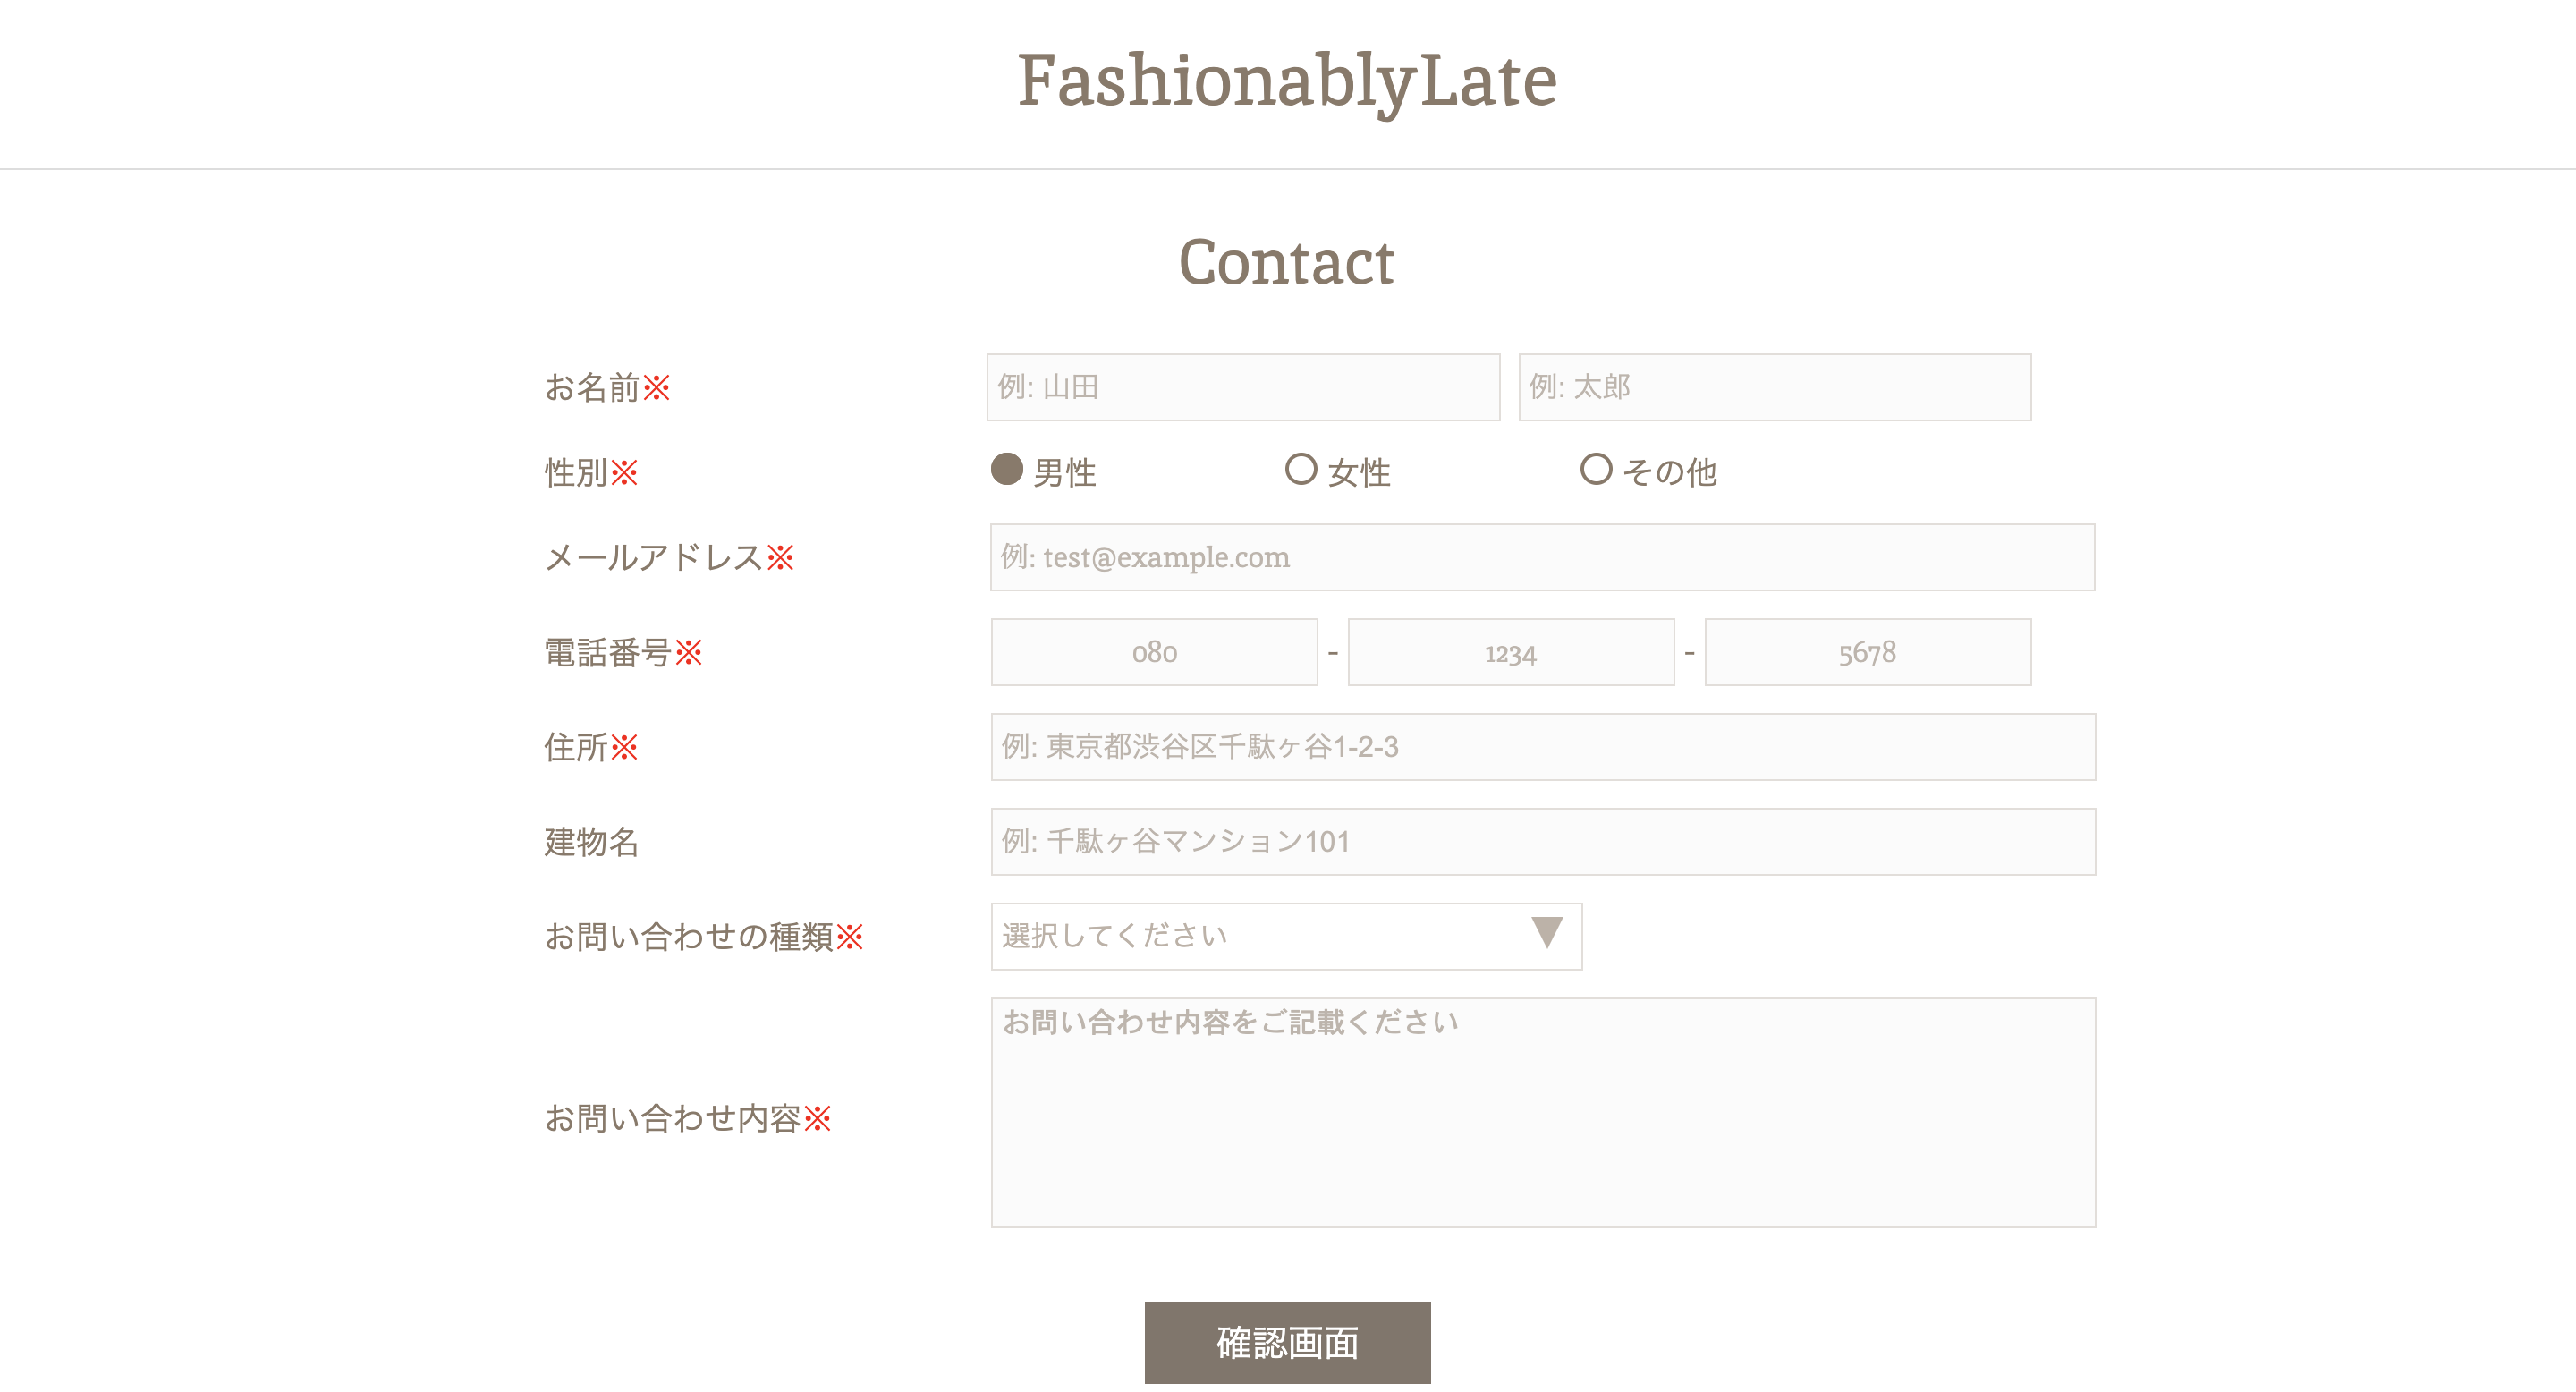 FashionablyLate
Contact
お名前※ 例: 山田 例: 太郎
性別※ 男性 女性 その他
メールアドレス※ 例: test@example.com
電話番号※ 080 - 1234 - 5678
住所※ 例: 東京都渋谷区千駄ヶ谷1-2-3
建物名 例: 千駄ヶ谷マンション101
お問い合わせの種類※ 選択してください ▼
お問い合わせ内容※ お問い合わせ内容をご記載ください
確認画面